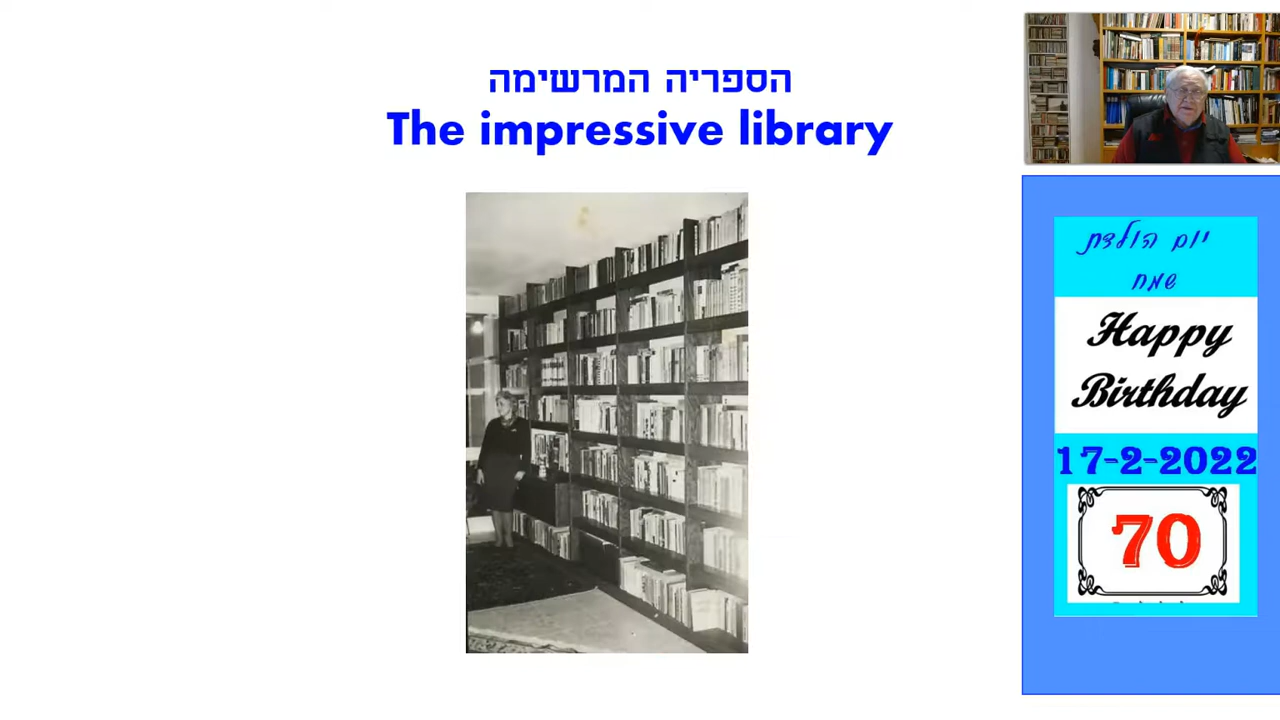 הספריה המרשימה
The impressive library
יום הולדת
שמח
Happy
Birthday
17-2-2022
70